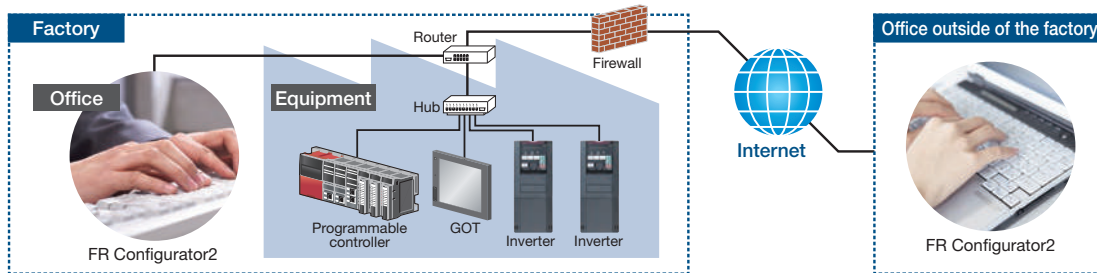 Factory
Router
Firewall
Office outside of the factory
Office
Equipment
Hub
Internet
Programmable
controller
GOT
Inverter
Inverter
FR Configurator2
FR Configurator2